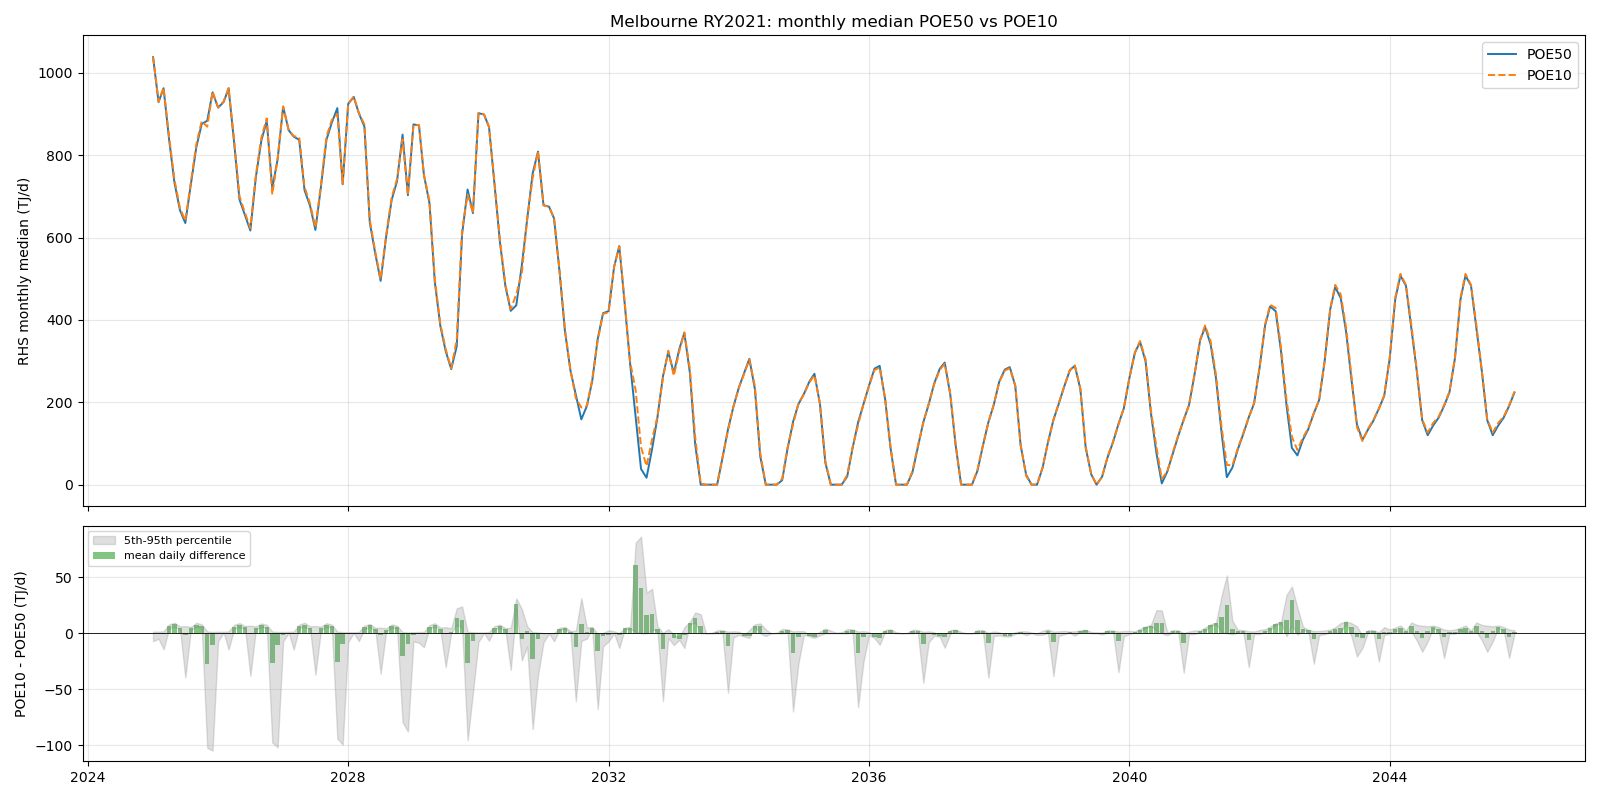 Melbourne RY2021: monthly median POE50 vs POE10
RHS monthly median (TJ/d)
1000
800
600
400
200
0
POE50
POE10
POE10 - POE50 (TJ/d)
50
0
−50
−100
5th-95th percentile
mean daily difference
2024
2028
2032
2036
2040
2044